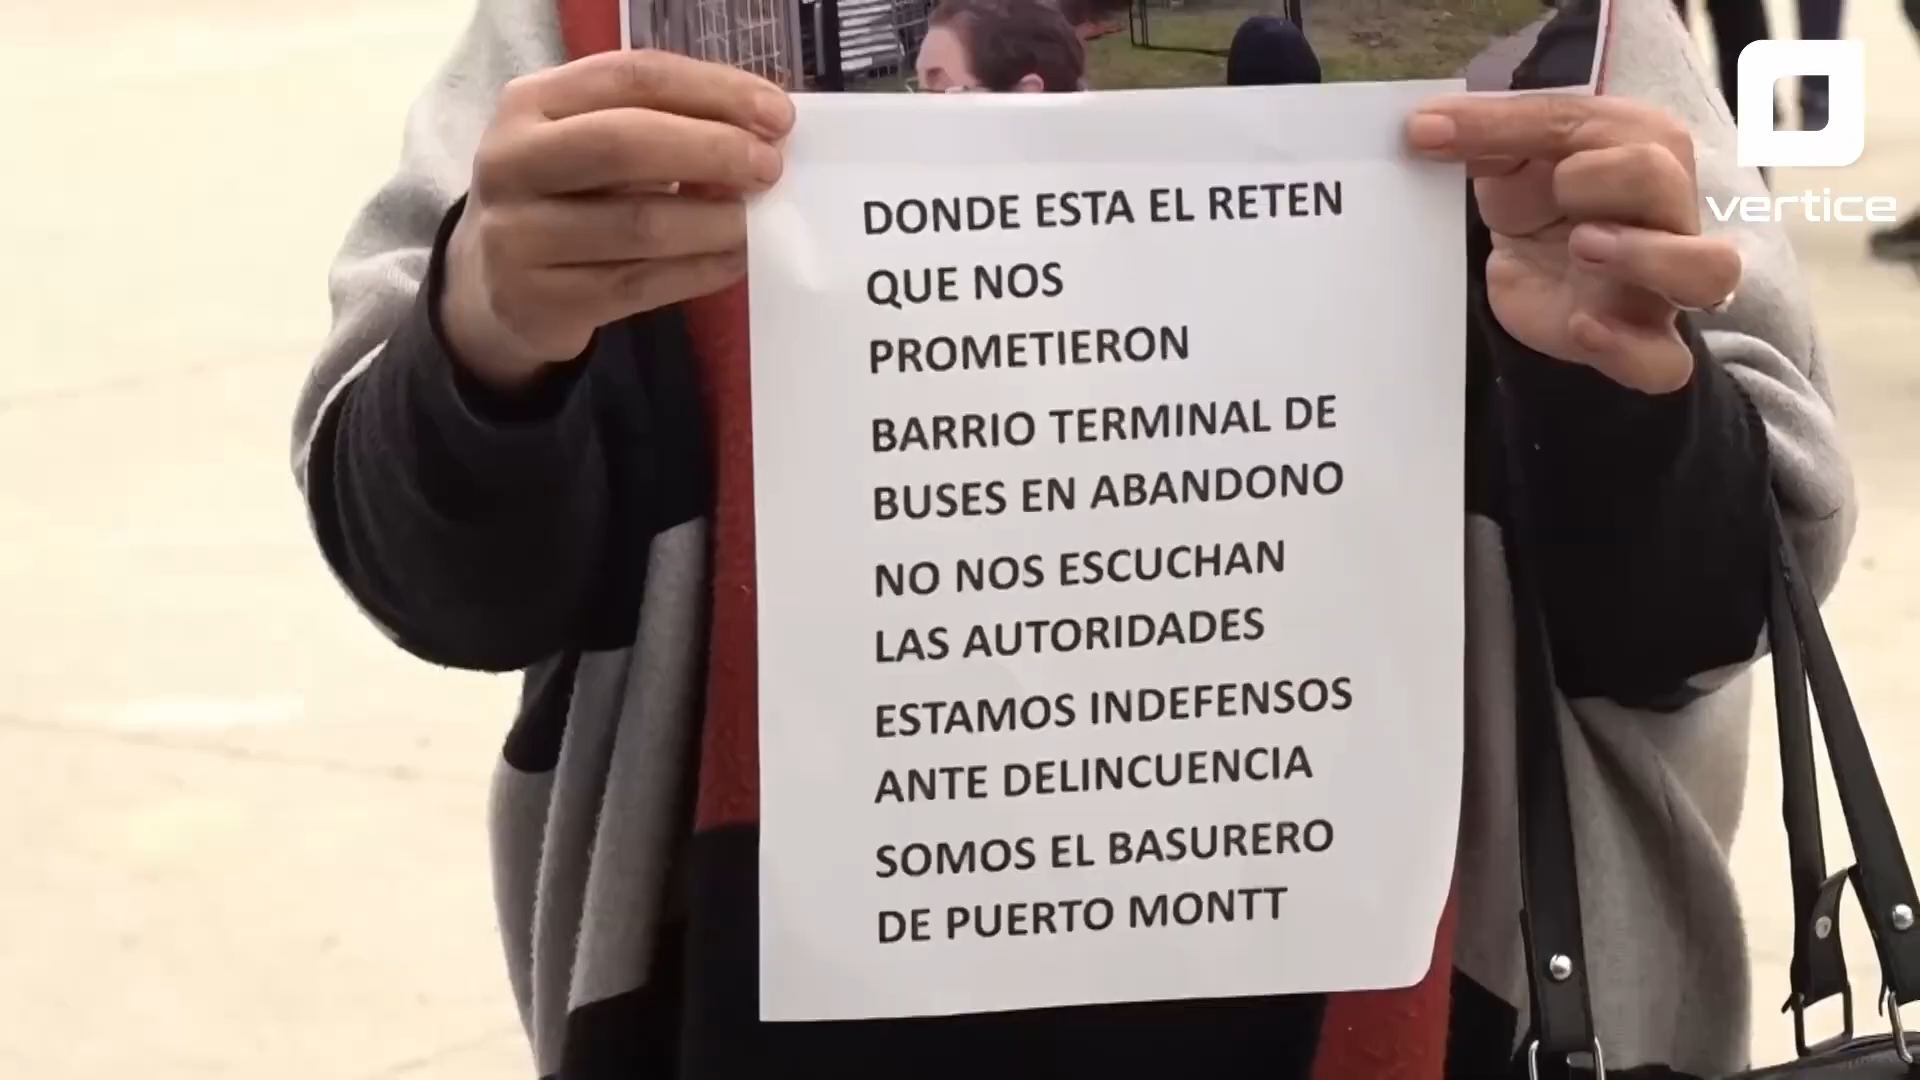 vertice
DONDE ESTA EL RETEN
QUE NOS
PROMETIERON
BARRIO TERMINAL DE
BUSES EN ABANDONO
NO NOS ESCUCHAN
LAS AUTORIDADES
ESTAMOS INDEFENSOS
ANTE DELINCUENCIA
SOMOS EL BASURERO
DE PUERTO MONTT